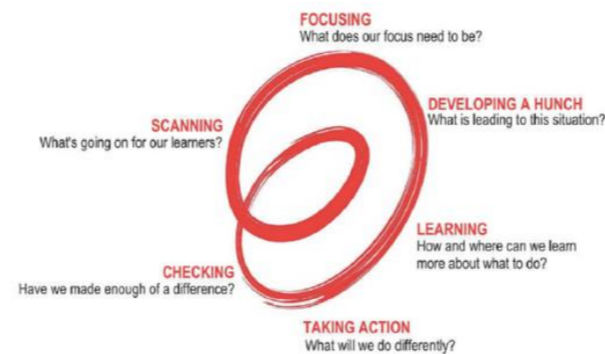 FOCUSING
What does our focus need to be?
DEVELOPING A HUNCH
What is leading to this situation?
SCANNING
What's going on for our learners?
LEARNING
How and where can we learn
more about what to do?
CHECKING
Have we made enough of a difference?
TAKING ACTION
What will we do differently?